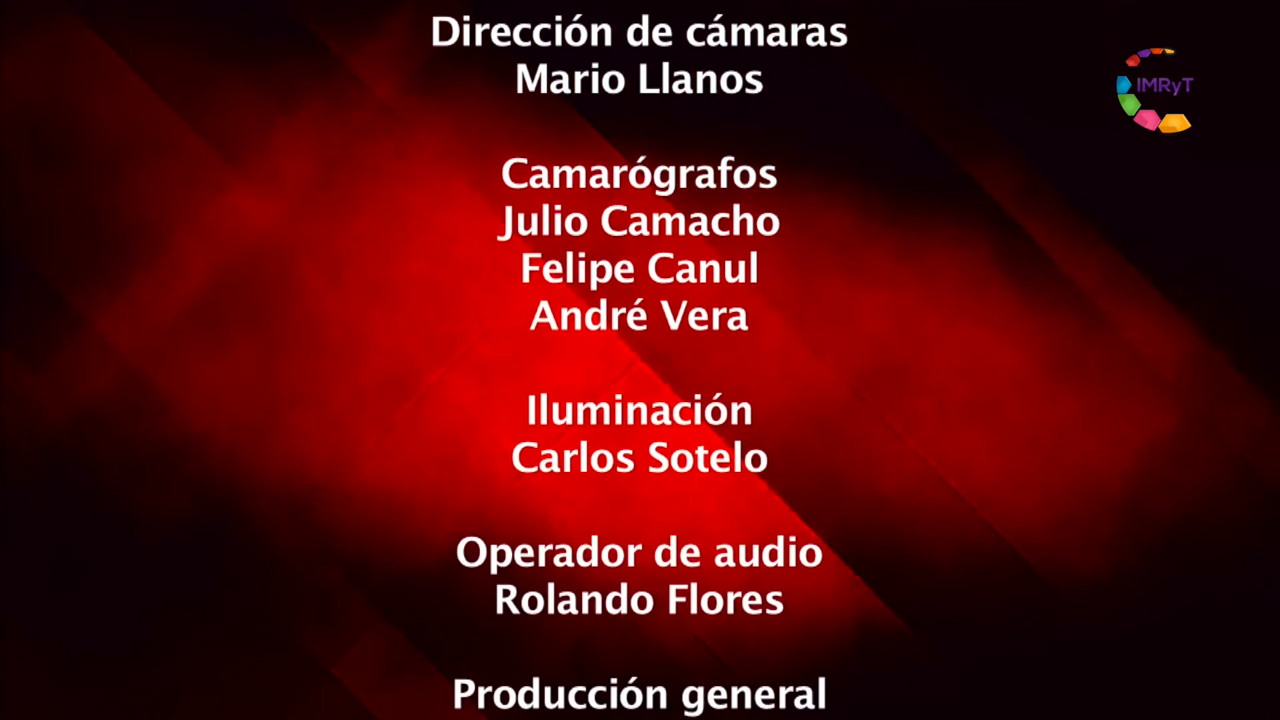 Dirección de cámaras
Mario Llanos
IMRyT
Camarógrafos
Julio Camacho
Felipe Canul
André Vera
Iluminación
Carlos Sotelo
Operador de audio
Rolando Flores
Producción general